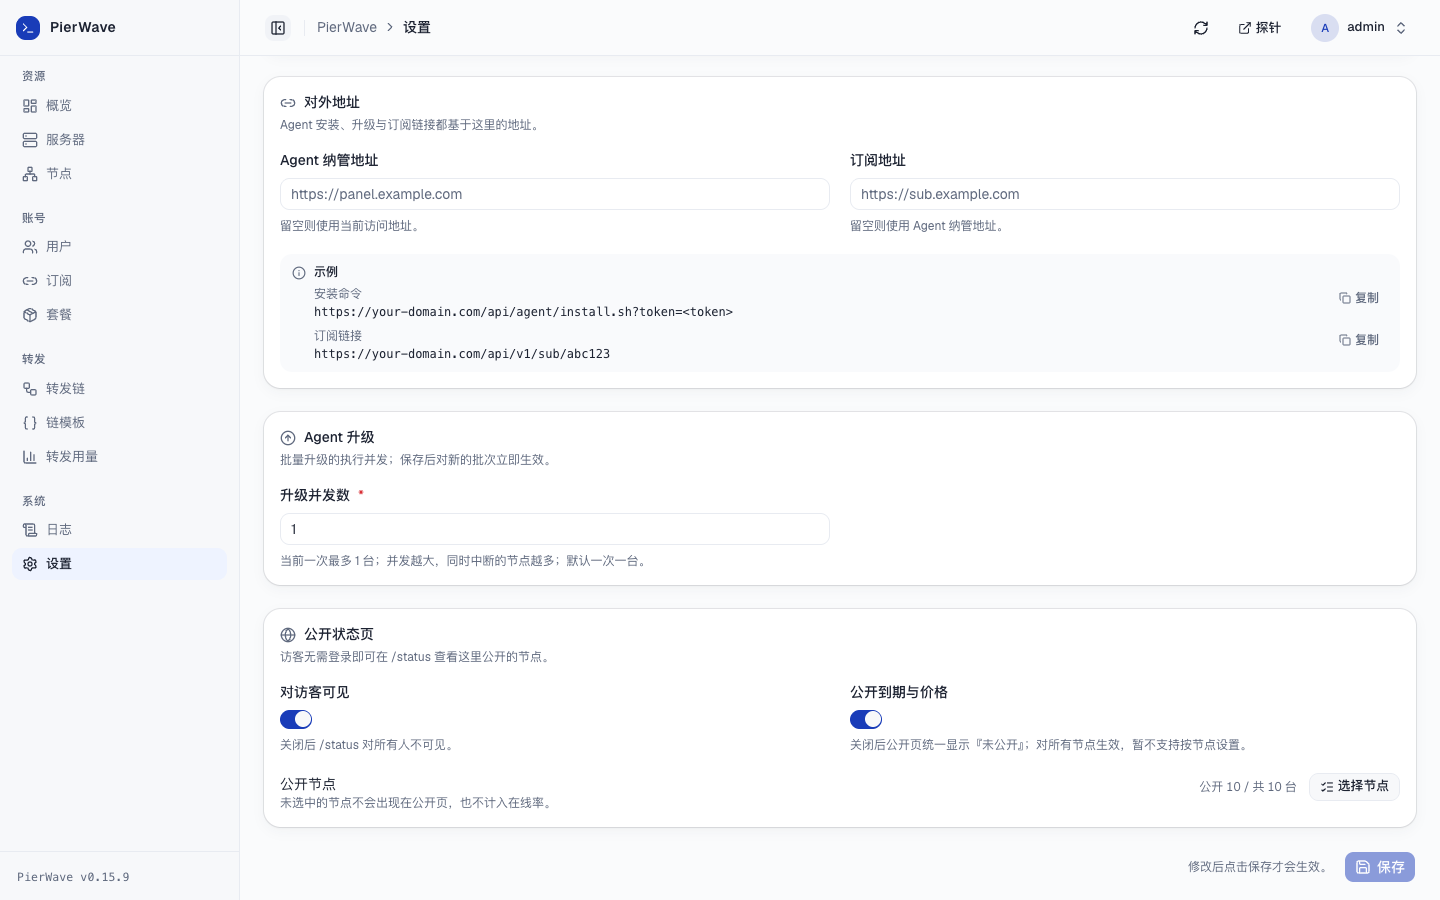 PierWave
资源
概览
服务器
节点
账号
用户
订阅
套餐
转发
转发链
链模板
转发用量
系统
日志
设置
PierWave v0.15.9
PierWave > 设置
探针
A admin
对外地址
Agent 安装、升级与订阅链接都基于这里的地址。
Agent 纳管地址
https://panel.example.com
留空则使用当前访问地址。
订阅地址
https://sub.example.com
留空则使用 Agent 纳管地址。
示例
安装命令
https://your-domain.com/api/agent/install.sh?token=<token>
复制
订阅链接
https://your-domain.com/api/v1/sub/abc123
复制
Agent 升级
批量升级的执行并发；保存后对新的批次立即生效。
升级并发数 *
1
当前一次最多 1 台；并发越大，同时中断的节点越多；默认一次一台。
公开状态页
访客无需登录即可在 /status 查看这里公开的节点。
对访客可见
关闭后 /status 对所有人不可见。
公开到期与价格
关闭后公开页统一显示『未公开』；对所有节点生效，暂不支持按节点设置。
公开节点
未选中的节点不会出现在公开页，也不计入在线率。
公开 10 / 共 10 台
选择节点
修改后点击保存才会生效。
保存